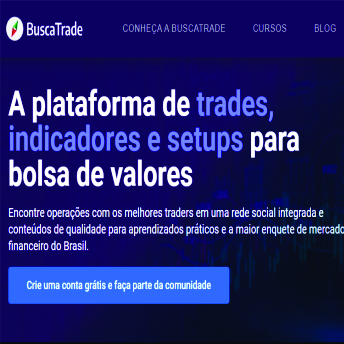 BuscaTrade CONHEÇA A BUSCATRADE CURSOS BLOG
A plataforma de trades,
indicadores e setups para
bolsa de valores
Encontre operações com os melhores traders em uma rede social integrada e
conteúdos de qualidade para aprendizados práticos e a maior enquete de mercado
financeiro do Brasil.
Crie uma conta grátis e faça parte da comunidade